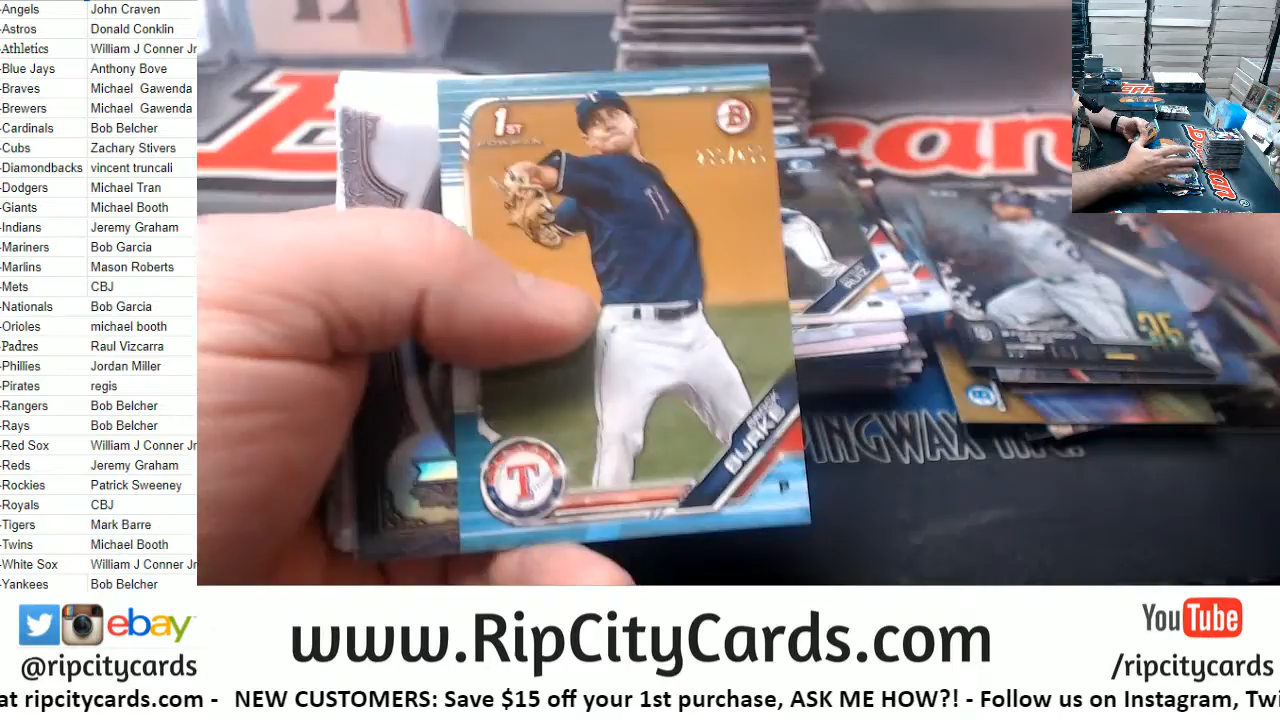 -Angels John Craven
-Astros Donald Conklin
-Athletics William J Conner Jr
-Blue Jays Anthony Bove
-Braves Michael Gawenda
-Brewers Michael Gawenda
-Cardinals Bob Belcher
-Cubs Zachary Stivers
-Diamondbacks vincent truncali
-Dodgers Michael Tran
-Giants Michael Booth
-Indians Jeremy Graham
-Mariners Bob Garcia
-Marlins Mason Roberts
-Mets CBJ
-Nationals Bob Garcia
-Orioles michael booth
-Padres Raul Vizcarra
-Phillies Jordan Miller
-Pirates regis
-Rangers Bob Belcher
-Rays Bob Belcher
-Red Sox William J Conner Jr
-Reds Jeremy Graham
-Rockies Patrick Sweeney
-Royals CBJ
-Tigers Mark Barre
-Twins Michael Booth
-White Sox William J Conner Jr
-Yankees Bob Belcher
1ST
BOWMAN
B
BURKE
P
T
RUIZ
INGWAX
ebay
@ripcitycards
www.RipCityCards.com
YouTube
/ripcitycards
at ripcitycards.com - NEW CUSTOMERS: Save $15 off your 1st purchase, ASK ME HOW?! - Follow us on Instagram, Twi